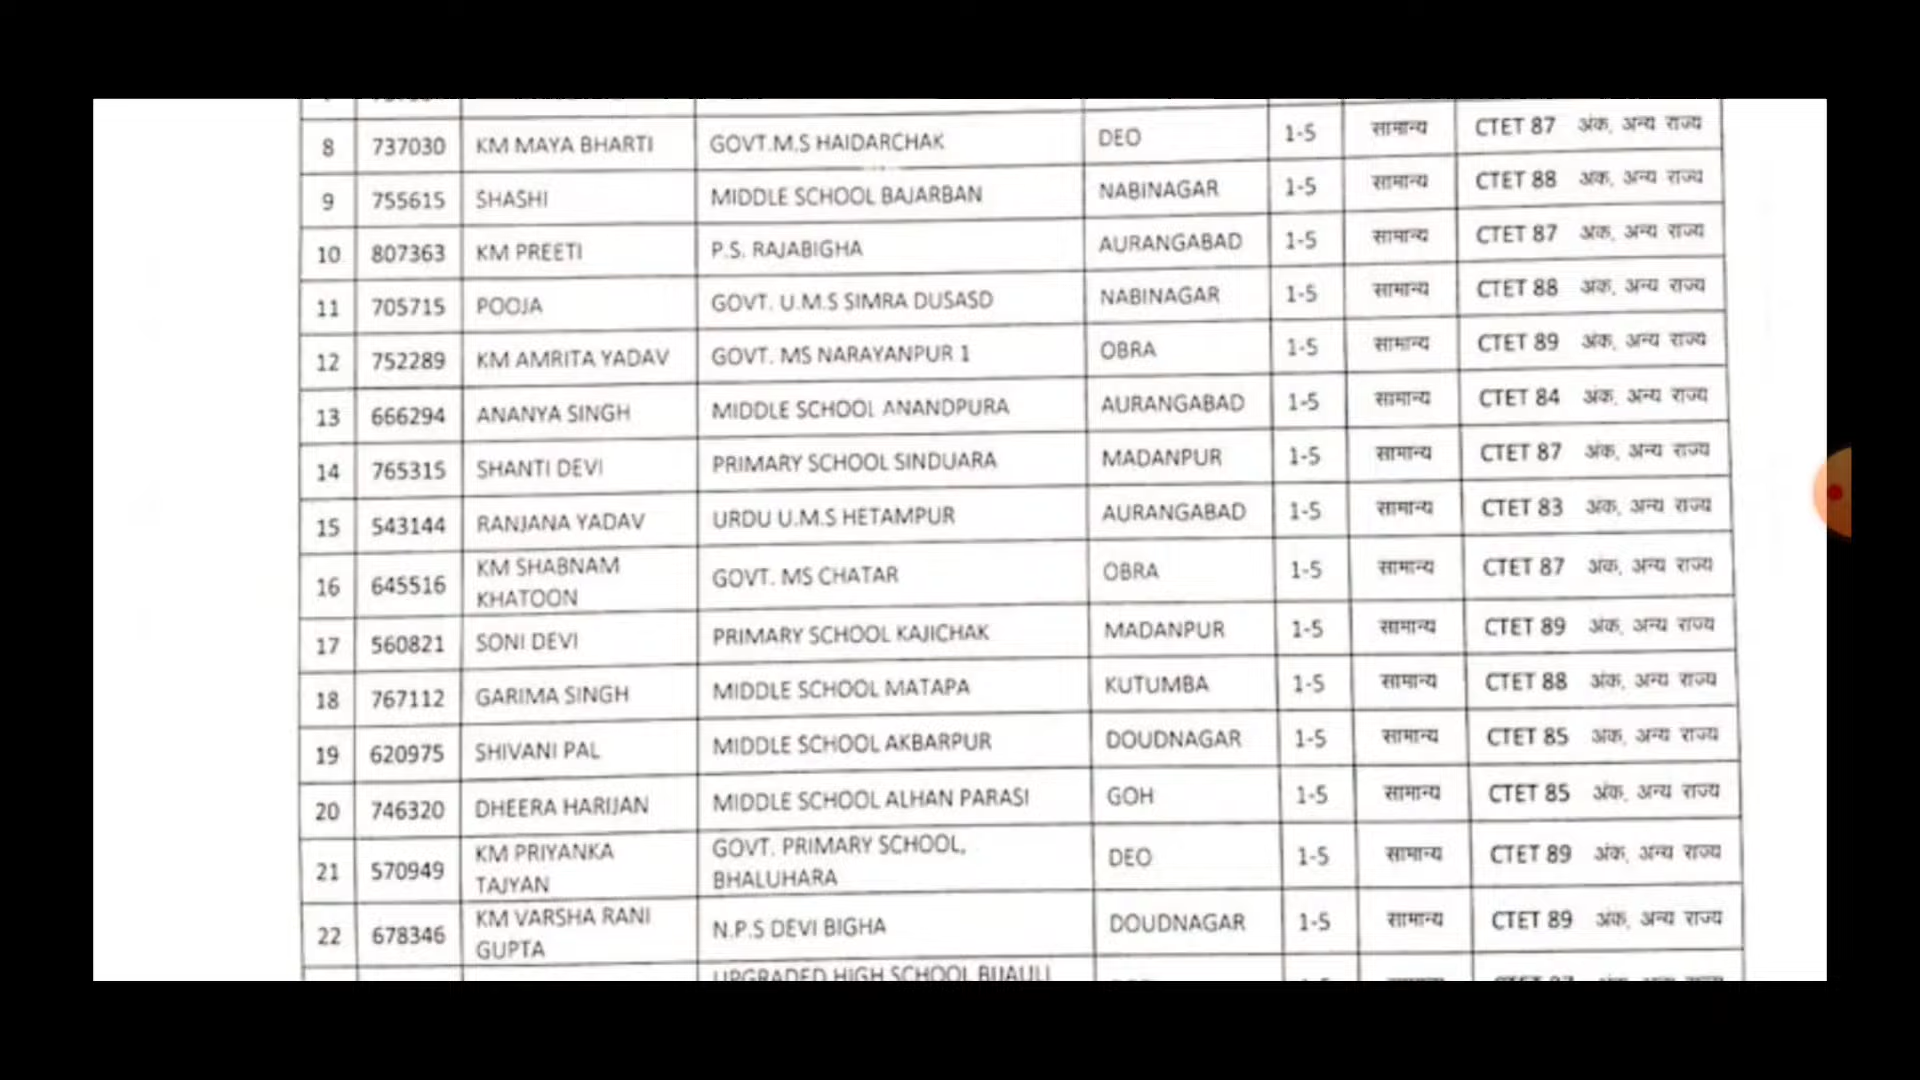 8 737030 KM MAYA BHARTI GOVT.M.S HAIDARCHAK DEO 1-5 सामान्य CTET 87 अंक, अन्य राज्य
9 755615 SHASHI MIDDLE SCHOOL BAJARBAN NABINAGAR 1-5 सामान्य CTET 88 अंक, अन्य राज्य
10 807363 KM PREETI P.S. RAJABIGHA AURANGABAD 1-5 सामान्य CTET 87 अंक, अन्य राज्य
11 705715 POOJA GOVT. U.M.S SIMRA DUSASD NABINAGAR 1-5 सामान्य CTET 88 अंक, अन्य राज्य
12 752289 KM AMRITA YADAV GOVT. MS NARAYANPUR 1 OBRA 1-5 सामान्य CTET 89 अंक, अन्य राज्य
13 666294 ANANYA SINGH MIDDLE SCHOOL ANANDPURA AURANGABAD 1-5 सामान्य CTET 84 अंक, अन्य राज्य
14 765315 SHANTI DEVI PRIMARY SCHOOL SINDUARA MADANPUR 1-5 सामान्य CTET 87 अंक, अन्य राज्य
15 543144 RANJANA YADAV URDU U.M.S HETAMPUR AURANGABAD 1-5 सामान्य CTET 83 अंक, अन्य राज्य
16 645516 KM SHABNAM
KHATOON GOVT. MS CHATAR OBRA 1-5 सामान्य CTET 87 अंक, अन्य राज्य
17 560821 SONI DEVI PRIMARY SCHOOL KAJICHAK MADANPUR 1-5 सामान्य CTET 89 अंक, अन्य राज्य
18 767112 GARIMA SINGH MIDDLE SCHOOL MATAPA KUTUMBA 1-5 सामान्य CTET 88 अंक, अन्य राज्य
19 620975 SHIVANI PAL MIDDLE SCHOOL AKBARPUR DOUDNAGAR 1-5 सामान्य CTET 85 अंक, अन्य राज्य
20 746320 DHEERA HARIJAN MIDDLE SCHOOL ALHAN PARASI GOH 1-5 सामान्य CTET 85 अंक, अन्य राज्य
21 570949 KM PRIYANKA
TAJYAN GOVT. PRIMARY SCHOOL,
BHALUHARA DEO 1-5 सामान्य CTET 89 अंक, अन्य राज्य
22 678346 KM VARSHA RANI
GUPTA N.P.S DEVI BIGHA DOUDNAGAR 1-5 सामान्य CTET 89 अंक, अन्य राज्य
UPGRADED HIGH SCHOOL